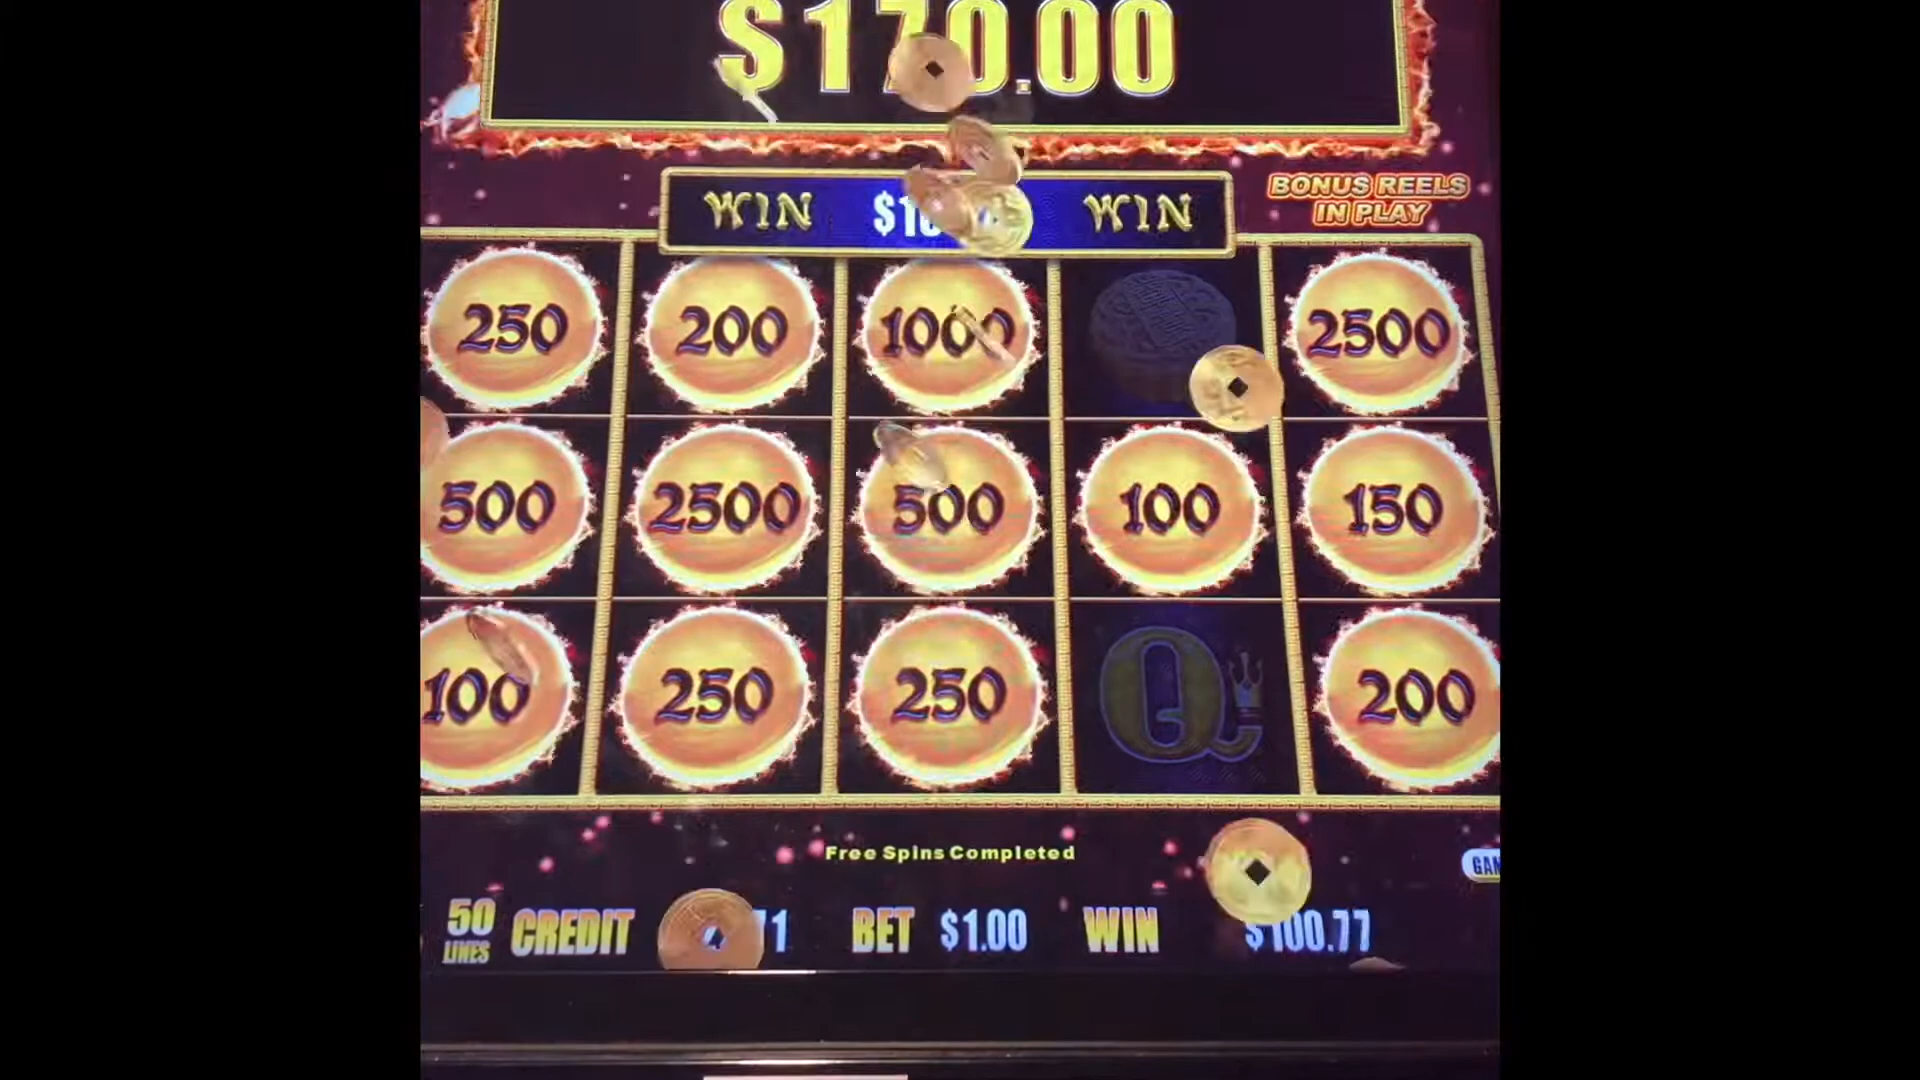 $170.00
WIN WIN
BONUS REELS
IN PLAY
250 200 1000 2500
500 2500 500 100 150
100 250 250 Q 200
Free Spins Completed
50 LINES CREDIT BET $1.00 WIN $100.77